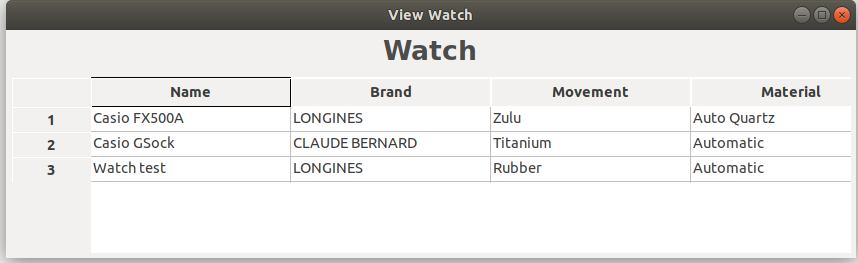 View Watch
Watch
Name Brand Movement Material
1 Casio FX500A LONGINES Zulu Auto Quartz
2 Casio GSock CLAUDE BERNARD Titanium Automatic
3 Watch test LONGINES Rubber Automatic